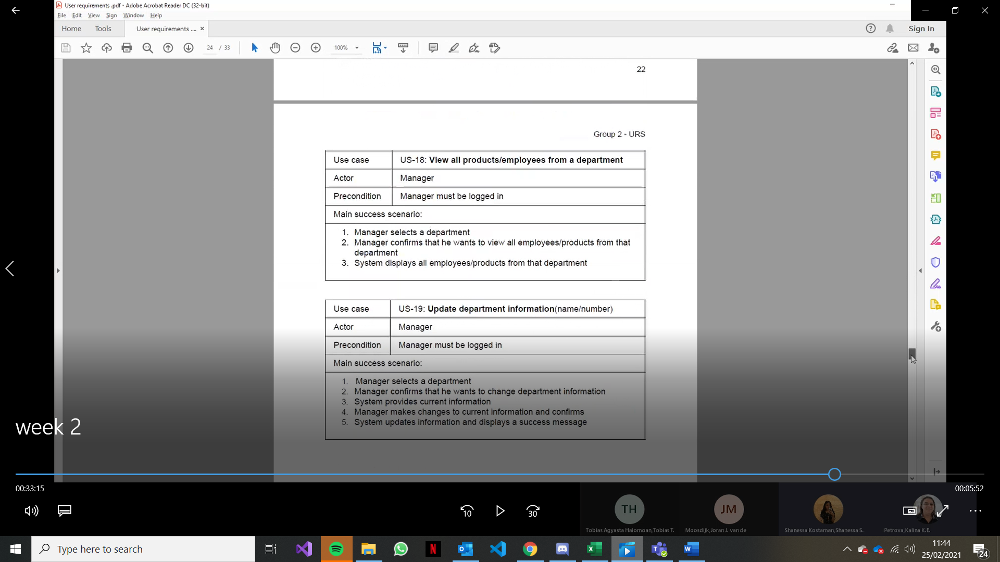 User requirements .pdf - Adobe Acrobat Reader DC (32-bit)
File Edit View Sign Window Help
Home Tools User requirements .... × Sign In
24 / 33 100%
22
Group 2 - URS
Use case US-18: View all products/employees from a department
Actor Manager
Precondition Manager must be logged in
Main success scenario:
1. Manager selects a department
2. Manager confirms that he wants to view all employees/products from that
department
3. System displays all employees/products from that department
Use case US-19: Update department information(name/number)
Actor Manager
Precondition Manager must be logged in
Main success scenario:
1. Manager selects a department
2. Manager confirms that he wants to change department information
3. System provides current information
4. Manager makes changes to current information and confirms
5. System updates information and displays a success message
week 2
00:33:15 00:05:52
10 30
TH JM
Tobias Agyasta Halomoan,Tobias T. Moosdijk,Joran J. van de Shanessa Kostaman,Shanessa S. Petrova,Kalina K.E.
Type here to search
11:44
25/02/2021
24